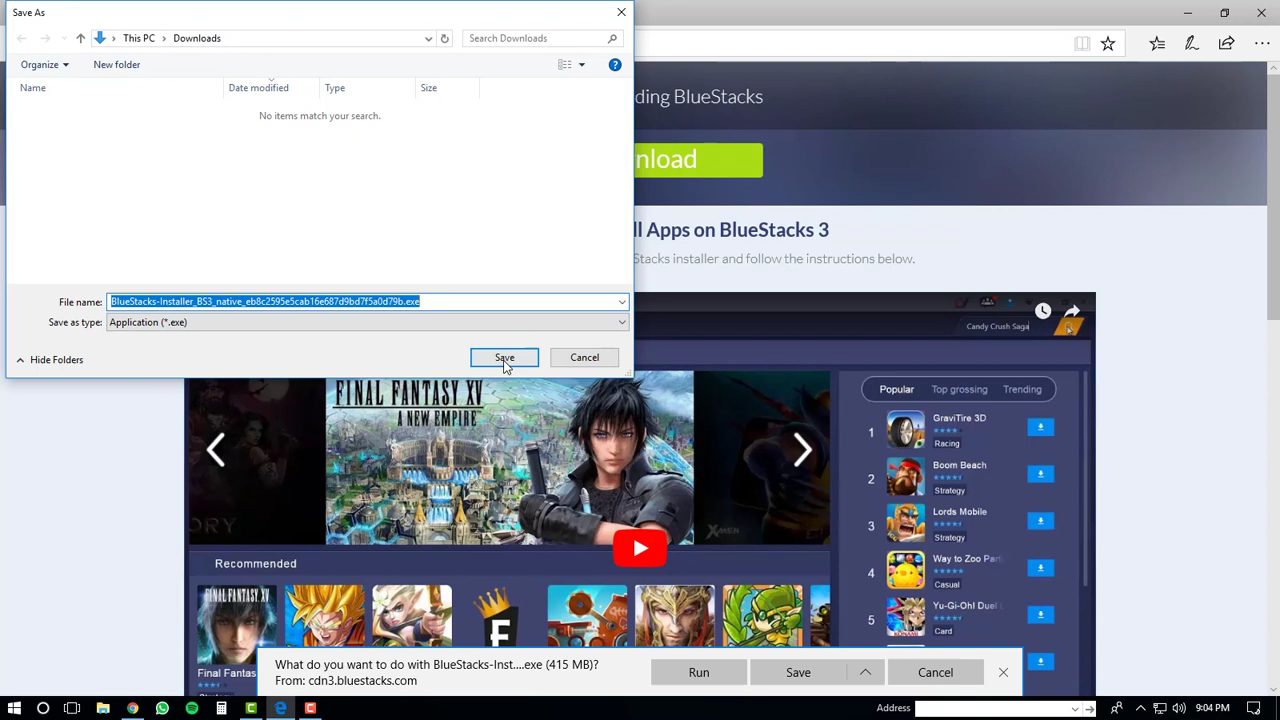 Save As
This PC
Downloads
Search Downloads
Organize
New folder
Name
Date modified
Type
Size
No items match your search.
File name:
BlueStacks-Installer_BS3_native_eb8c2595e5cab16e687d9bd7f5a0d79b.exe
Save as type:
Application (*.exe)
Hide Folders
Save
Cancel
ding BlueStacks
nload
ll Apps on BlueStacks 3
Stacks installer and follow the instructions below.
Candy Crush Saga
FINAL FANTASY XV
A NEW EMPIRE
ORY
X-MEN
Popular
Top grossing
Trending
1
GraviTire 3D
Racing
2
Boom Beach
Strategy
3
Lords Mobile
Strategy
4
Way to Zoo Par
Casual
5
Yu-Gi-Oh! Duel
Card
Recommended
FINAL FANTASY XV
F
Final Fantas
What do you want to do with BlueStacks-Inst....exe (415 MB)?
From: cdn3.bluestacks.com
Run
Save
Cancel
Address
9:04 PM